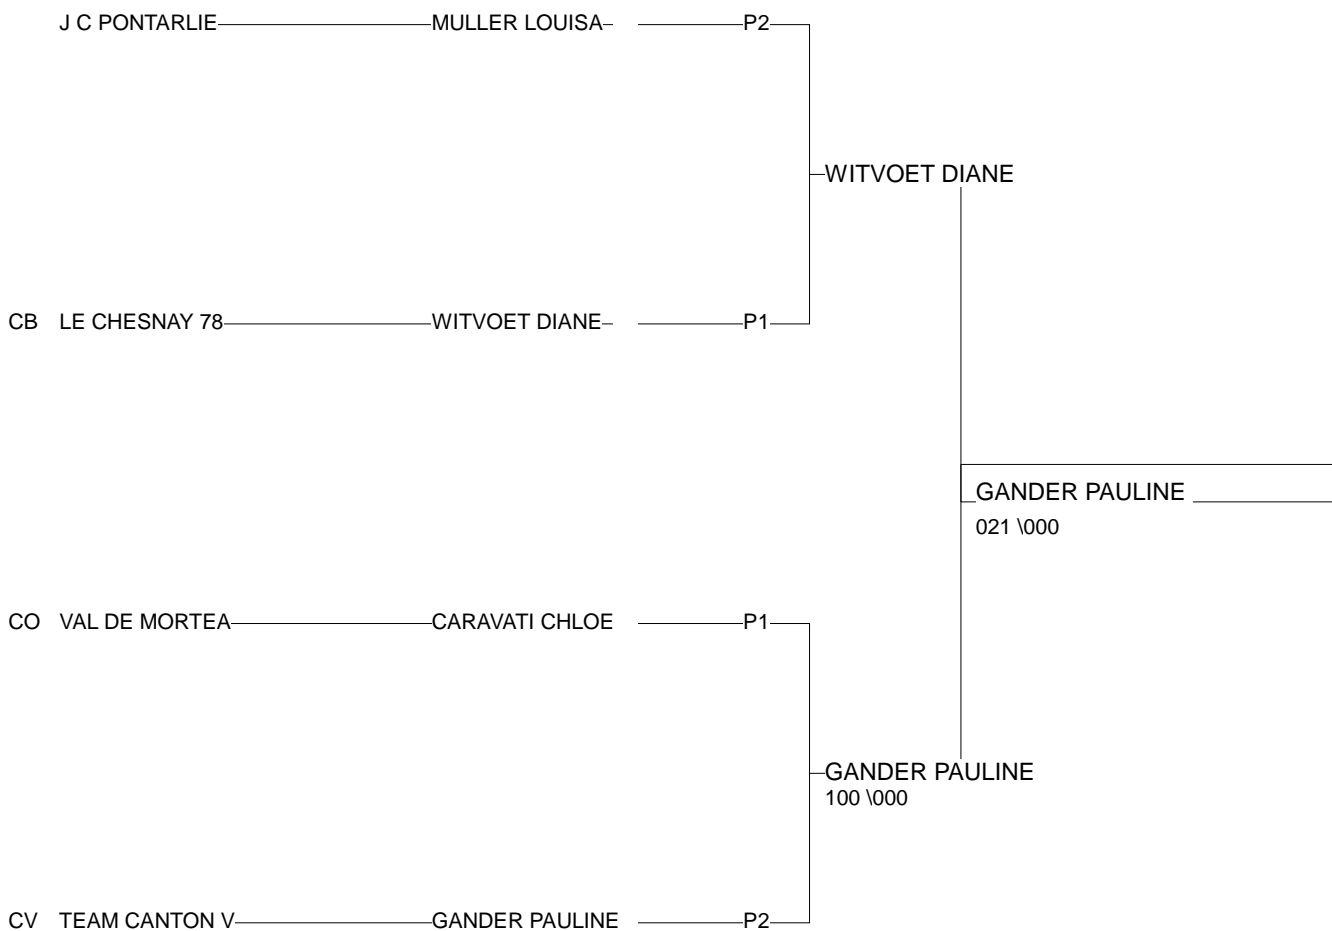 J C PONTARLIE MULLER LOUISA P2
WITVOET DIANE
CB LE CHESNAY 78 WITVOET DIANE P1
GANDER PAULINE
021 \000
CO VAL DE MORTEA CARAVATI CHLOE P1
GANDER PAULINE
100 \000
CV TEAM CANTON V GANDER PAULINE P2